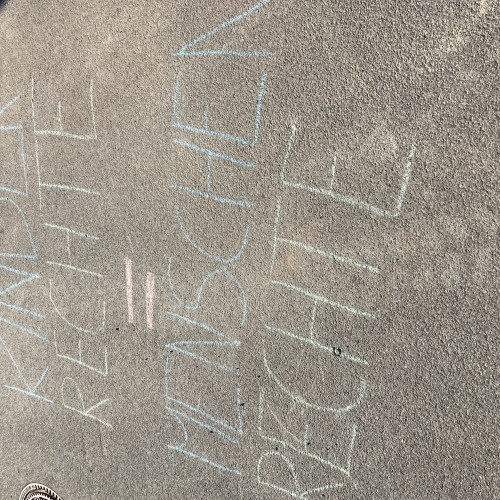 KINDER
RECHTE
=
MENSCHEN
RECHTE